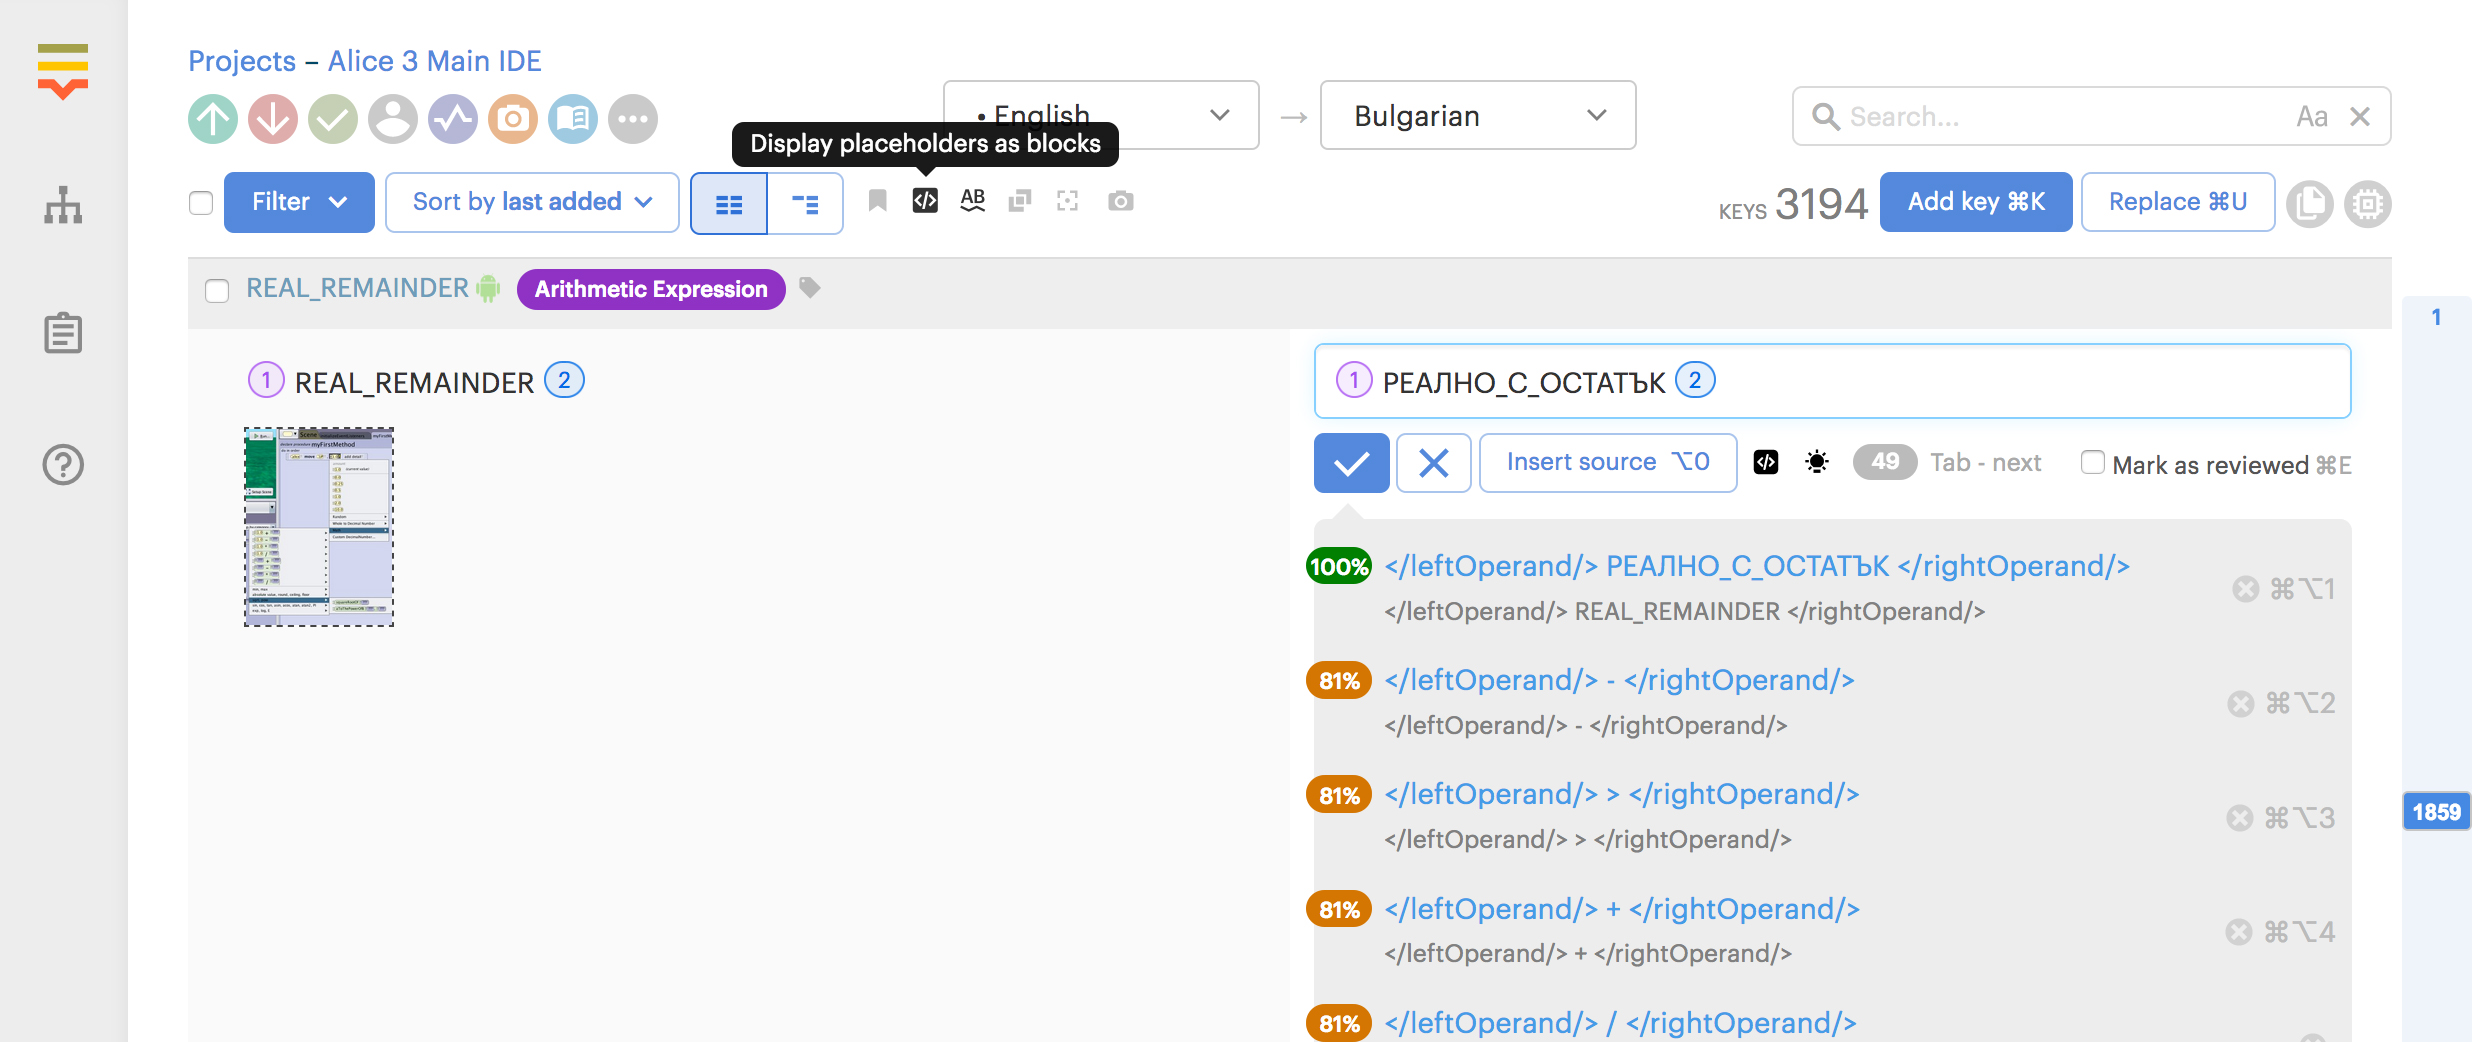 Projects – Alice 3 Main IDE
• English
→
Bulgarian
Search...
Aa
Display placeholders as blocks
Filter
Sort by last added
AB
KEYS 3194
Add key ⌘K
Replace ⌘U
REAL_REMAINDER
Arithmetic Expression
1
1 REAL_REMAINDER 2
1 РЕАЛНО_С_ОСТАТЪК 2
Insert source ⌥0
49
Tab - next
Mark as reviewed ⌘E
100% </leftOperand/> РЕАЛНО_С_ОСТАТЪК </rightOperand/>
⌘⌥1
</leftOperand/> REAL_REMAINDER </rightOperand/>
81% </leftOperand/> - </rightOperand/>
⌘⌥2
</leftOperand/> - </rightOperand/>
81% </leftOperand/> > </rightOperand/>
⌘⌥3
1859
</leftOperand/> > </rightOperand/>
81% </leftOperand/> + </rightOperand/>
⌘⌥4
</leftOperand/> + </rightOperand/>
81% </leftOperand/> / </rightOperand/>